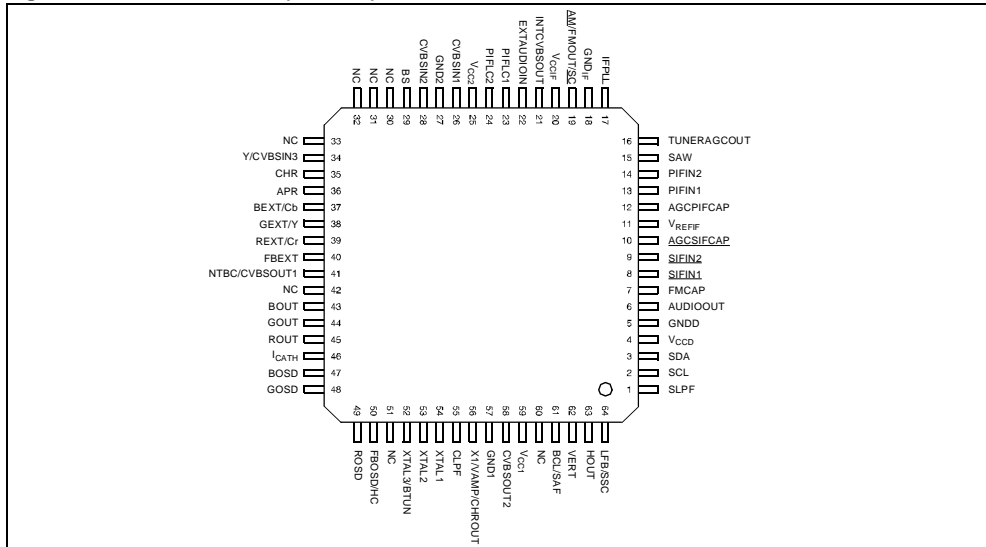 NC
NC
NC
BS
CVBSIN2
GND2
CVBSIN1
VCC2
PIFLC2
PIFLC1
EXTAUDIOIN
INTCVBSOUT
VCCIF
AM/FMOUT/SC
GNDIF
IFPLL
32 31 30 29 28 27 26 25 24 23 22 21 20 19 18 17
NC 33
Y/CVBSIN3 34
CHR 35
APR 36
BEXT/Cb 37
GEXT/Y 38
REXT/Cr 39
FBEXT 40
NTBC/CVBSOUT1 41
NC 42
BOUT 43
GOUT 44
ROUT 45
ICATH 46
BOSD 47
GOSD 48
16 TUNERAGCOUT
15 SAW
14 PIFIN2
13 PIFIN1
12 AGCPIFCAP
11 VREFIF
10 AGCSIFCAP
9 SIFIN2
8 SIFIN1
7 FMCAP
6 AUDIOOUT
5 GNDD
4 VCCD
3 SDA
2 SCL
1 SLPF
49 50 51 52 53 54 55 56 57 58 59 60 61 62 63 64
ROSD
FBOSD/HC
NC
XTAL3/BTUN
XTAL2
XTAL1
CLPF
X1/VAMP/CHROUT
GND1
CVBSOUT2
VCC1
NC
BCL/SAF
VERT
HOUT
LFB/SSC